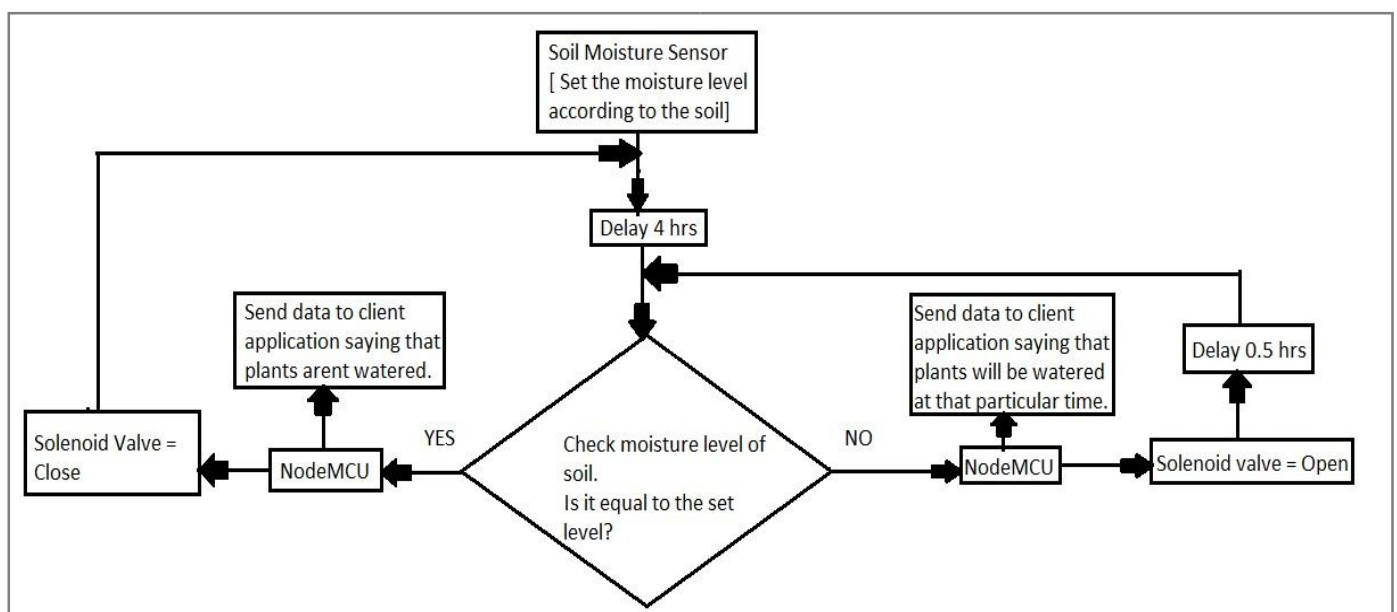 Soil Moisture Sensor
[ Set the moisture level
according to the soil]
Delay 4 hrs
Send data to client
application saying that
plants arent watered.
Send data to client
application saying that
plants will be watered
at that particular time.
Delay 0.5 hrs
Solenoid Valve =
Close
NodeMCU
YES
Check moisture level of
soil.
Is it equal to the set
level?
NO
NodeMCU
Solenoid valve = Open